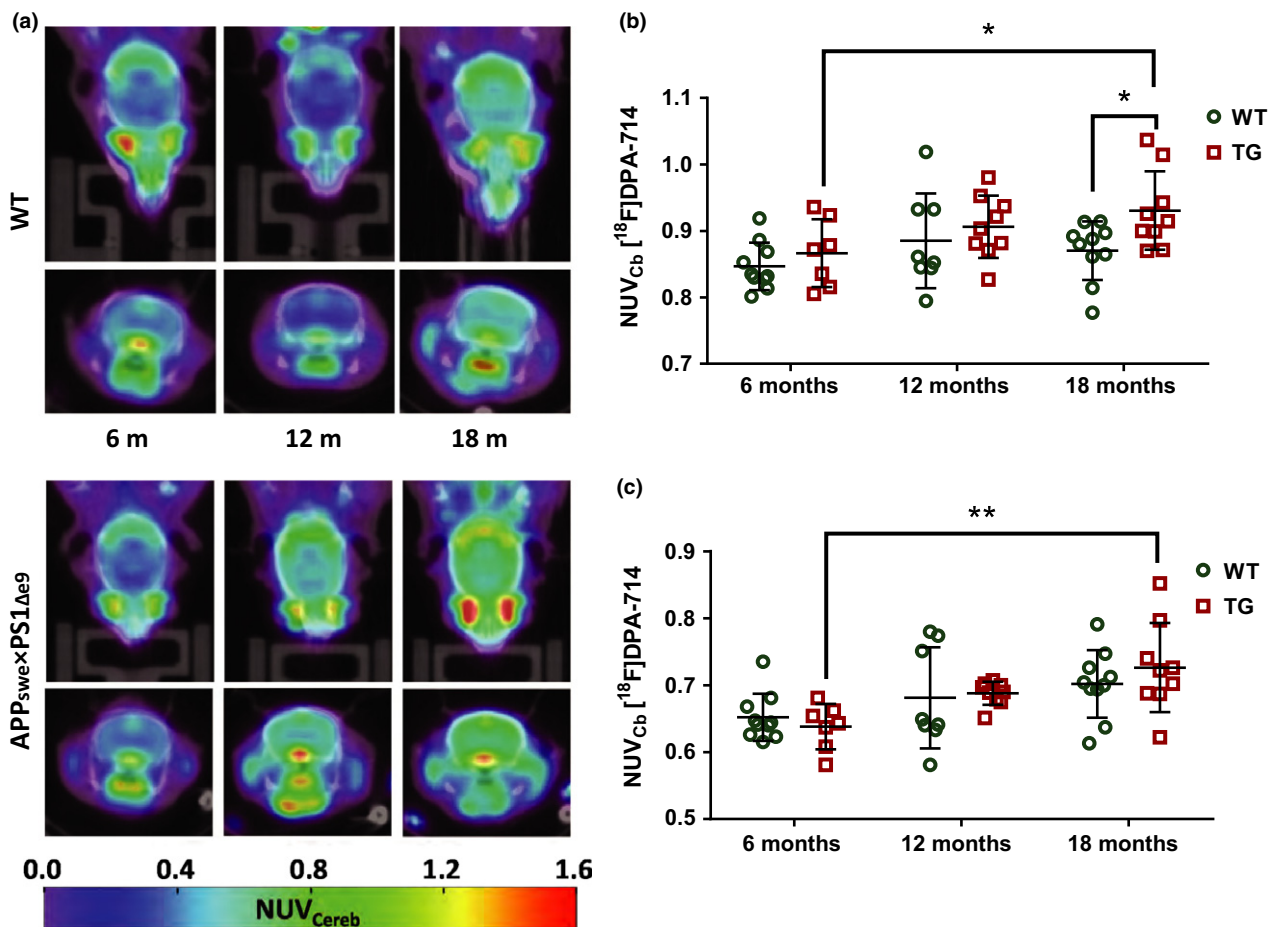 (a)
WT
6 m 12 m 18 m
APPswe×PS1Δe9
0.0 0.4 0.8 1.2 1.6
NUVCereb
(b)
*
*
WT
TG
NUVCb [18F]DPA-714
1.1
1.0
0.9
0.8
0.7
6 months 12 months 18 months
(c)
**
WT
TG
NUVCb [18F]DPA-714
0.9
0.8
0.7
0.6
0.5
6 months 12 months 18 months